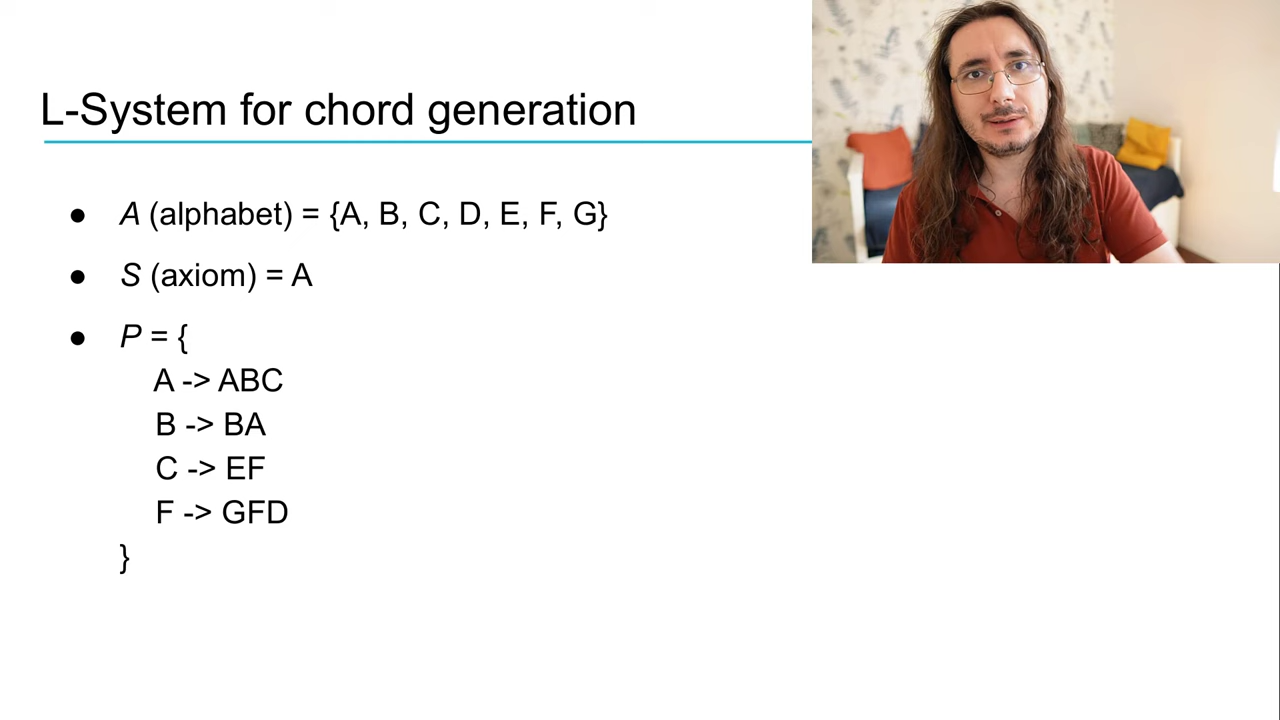 L-System for chord generation
● A (alphabet) = {A, B, C, D, E, F, G}
● S (axiom) = A
● P = {
A -> ABC
B -> BA
C -> EF
F -> GFD
}